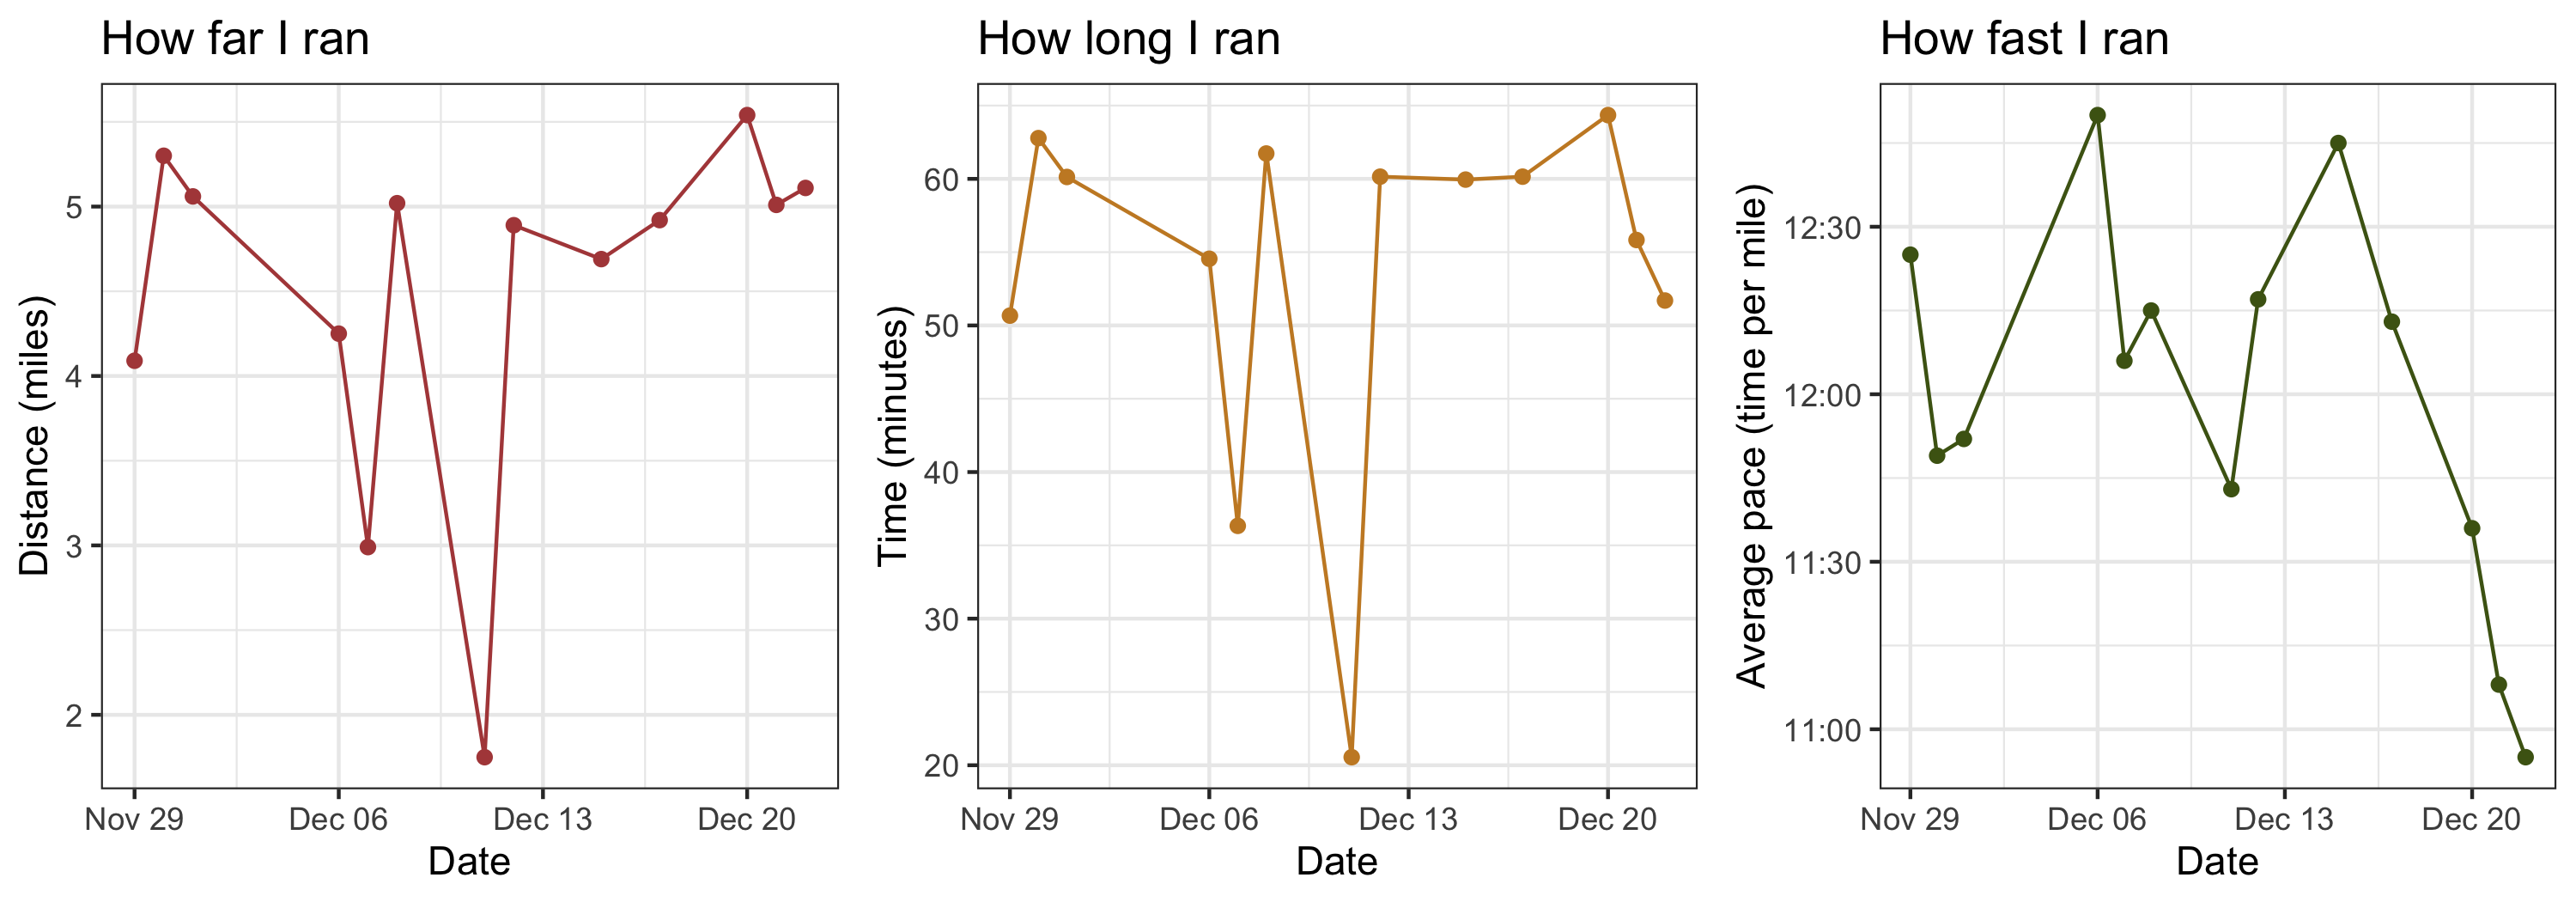 How far I ran
Distance (miles)
5
4
3
2
Nov 29 Dec 06 Dec 13 Dec 20
Date
How long I ran
Time (minutes)
60
50
40
30
20
Nov 29 Dec 06 Dec 13 Dec 20
Date
How fast I ran
Average pace (time per mile)
12:30
12:00
11:30
11:00
Nov 29 Dec 06 Dec 13 Dec 20
Date